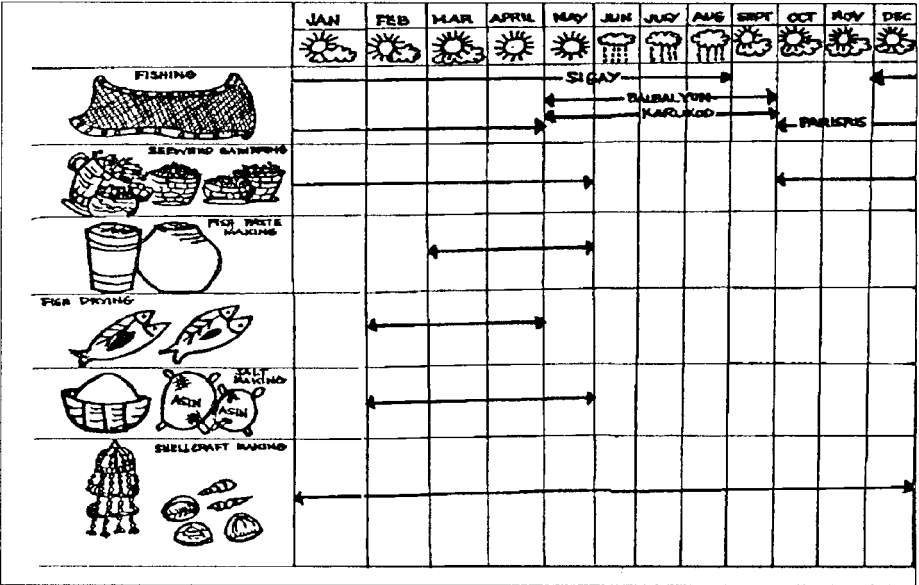 JAN FEB MAR APRIL MAY JUN JULY AUG SEPT OCT NOV DEC
FISHING
SIGAY
BALBALYUN
KARUKOD
PARISRIS
SEEWEED GATHERING
FISH PASTE
MAKING
FISH DRYING
SALT
MAKING
ASIN
ASIN
SHELLCRAFT MAKING